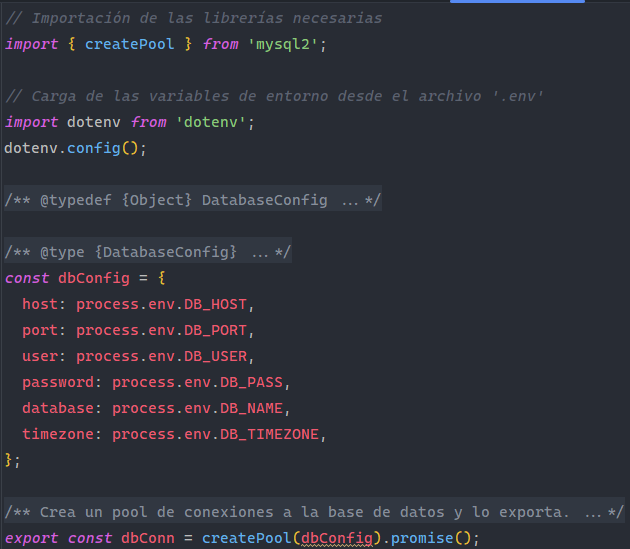 // Importación de las librerías necesarias
import { createPool } from 'mysql2';
// Carga de las variables de entorno desde el archivo '.env'
import dotenv from 'dotenv';
dotenv.config();
/** @typedef {Object} DatabaseConfig ... */
/** @type {DatabaseConfig} ... */
const dbConfig = {
  host: process.env.DB_HOST,
  port: process.env.DB_PORT,
  user: process.env.DB_USER,
  password: process.env.DB_PASS,
  database: process.env.DB_NAME,
  timezone: process.env.DB_TIMEZONE,
};
/** Crea un pool de conexiones a la base de datos y lo exporta. ... */
export const dbConn = createPool(dbConfig).promise();